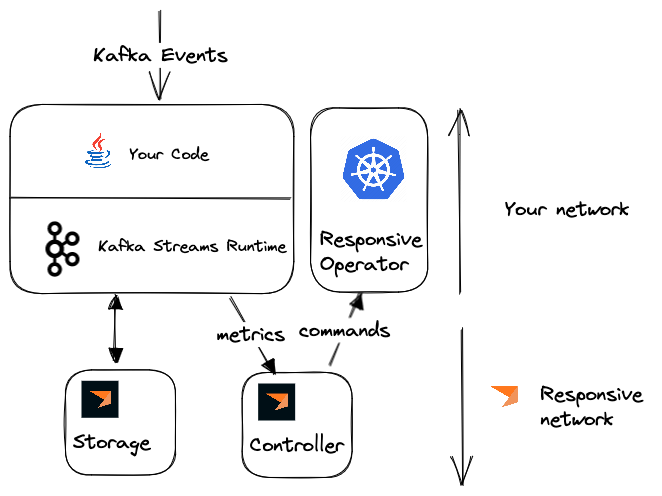 Kafka Events
Your Code
Kafka Streams Runtime
Responsive
Operator
Your network
metrics
commands
Storage
Controller
Responsive
network